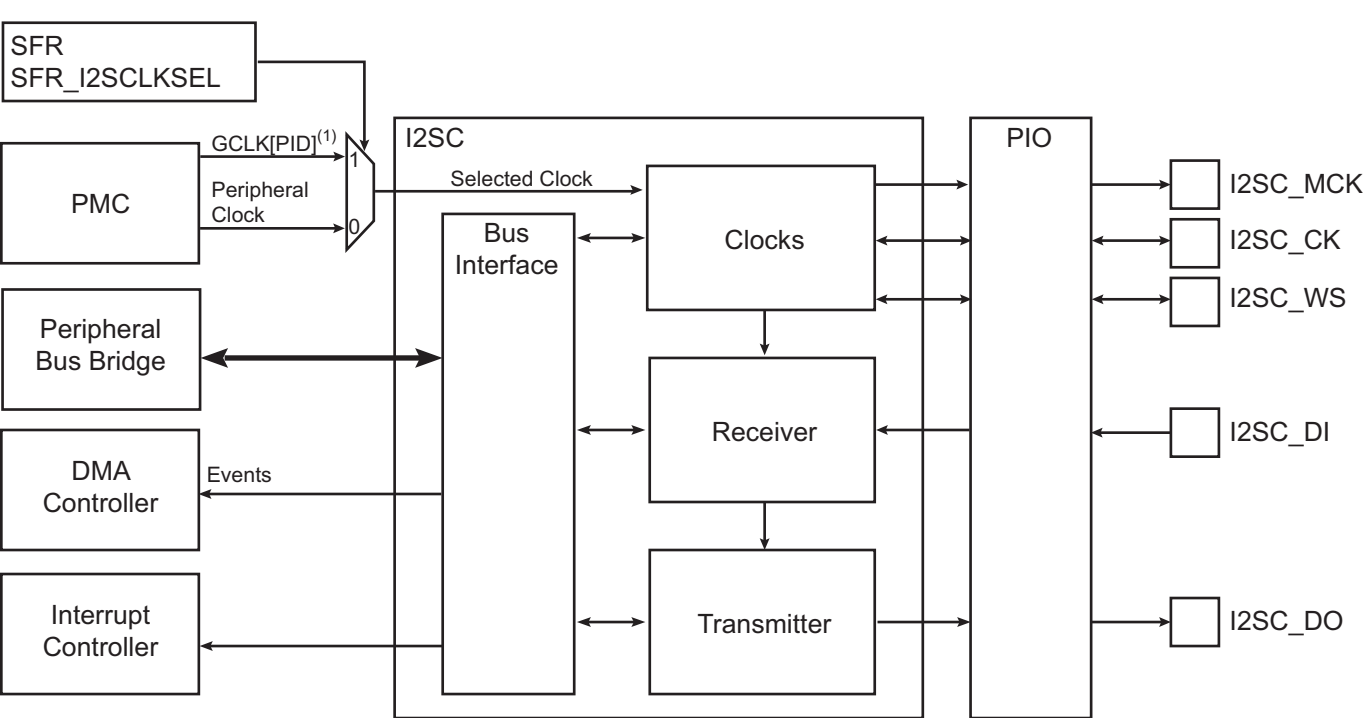 SFR
SFR_I2SCLKSEL
GCLK[PID](1)
I2SC
PIO
1
PMC
Peripheral
Clock
0
Selected Clock
I2SC_MCK
Bus
Interface
Clocks
I2SC_CK
I2SC_WS
Peripheral
Bus Bridge
Receiver
I2SC_DI
DMA
Controller
Events
Interrupt
Controller
Transmitter
I2SC_DO